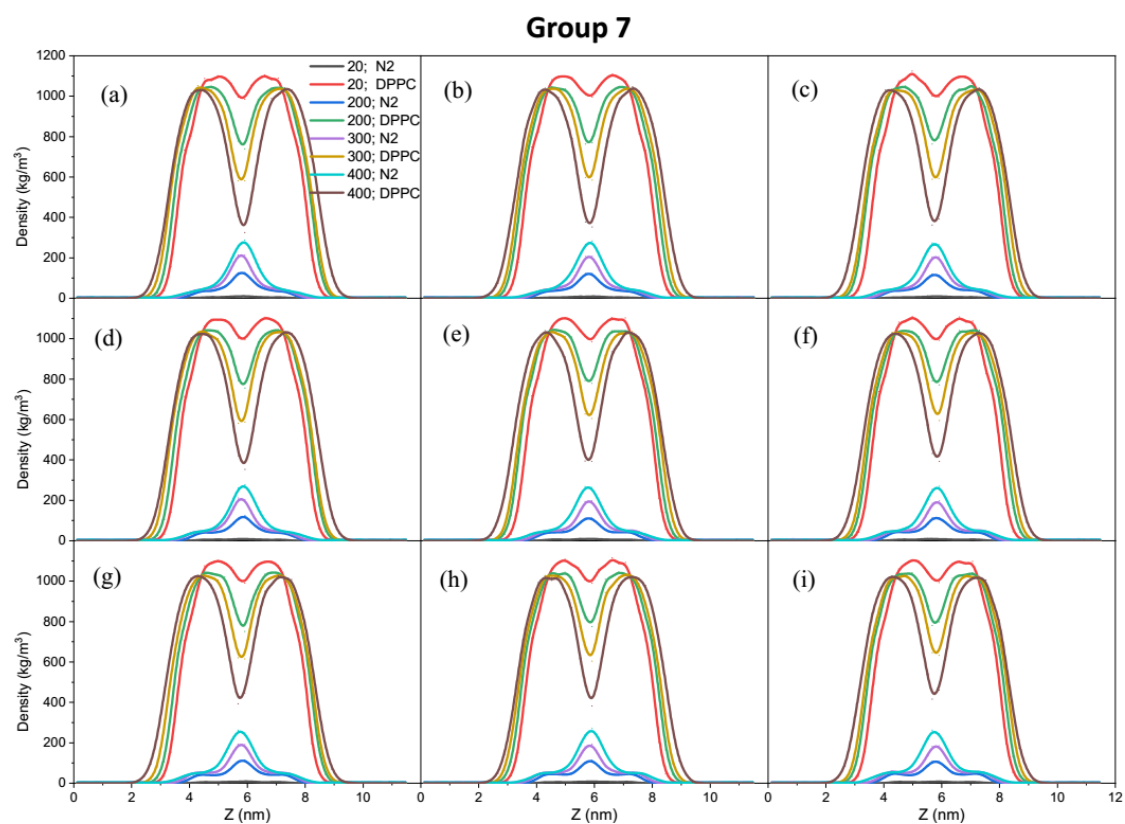 Group 7
1200
1000
800
600
400
200
0
Density (kg/m³)
(a)
20; N2
20; DPPC
200; N2
200; DPPC
300; N2
300; DPPC
400; N2
400; DPPC
(b)
(c)
1000
800
600
400
200
0
Density (kg/m³)
(d)
(e)
(f)
1000
800
600
400
200
0
Density (kg/m³)
(g)
(h)
(i)
0 2 4 6 8 10
0 2 4 6 8 10
0 2 4 6 8 10 12
Z (nm) Z (nm) Z (nm)